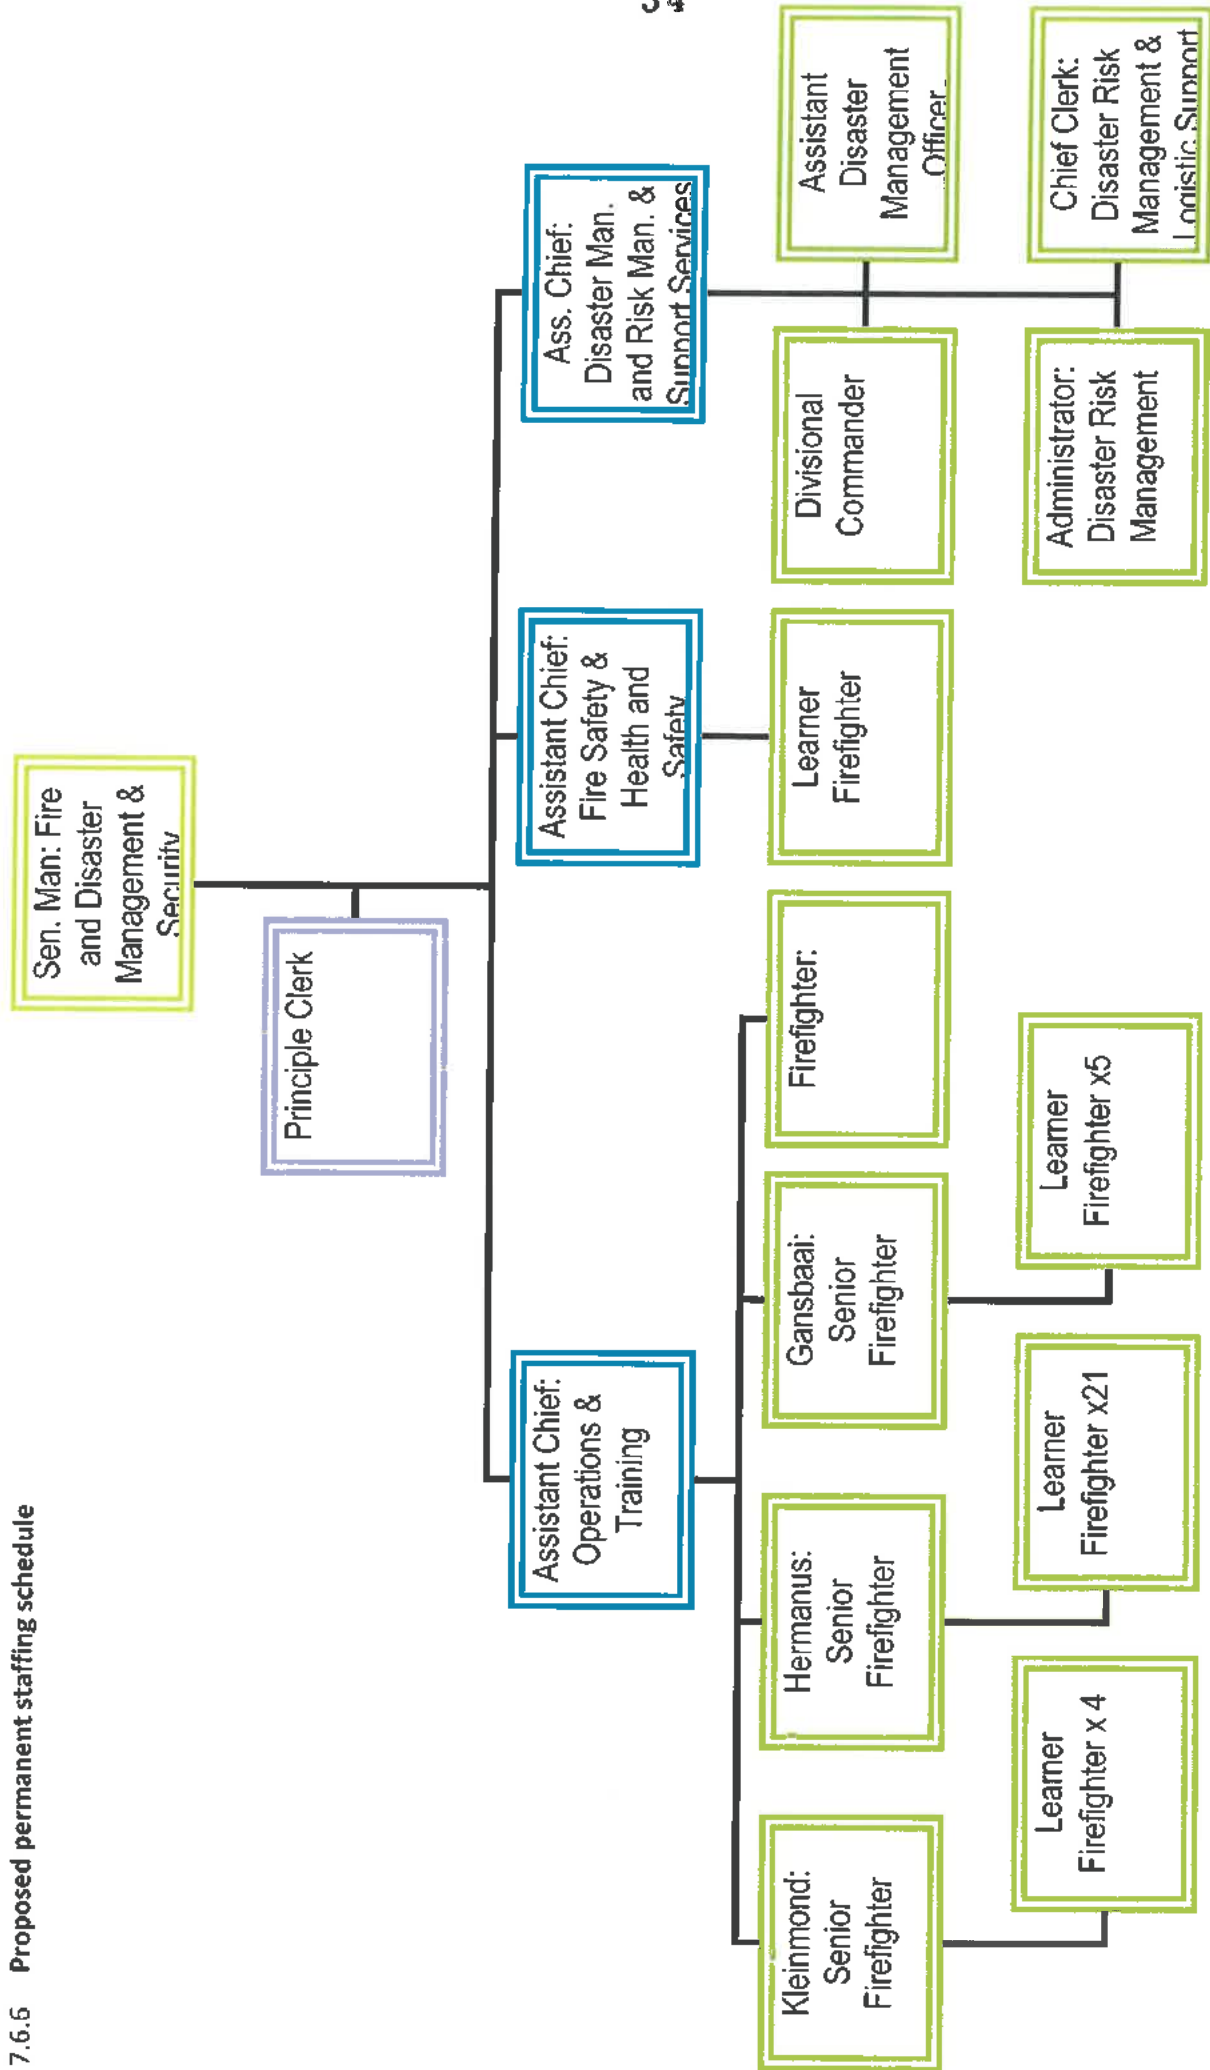 7.6.6 Proposed permanent staffing schedule
Sen. Man: Fire
and Disaster
Management &
Security
Principle Clerk
Assistant Chief:
Operations &
Training
Assistant Chief:
Fire Safety &
Health and
Safety
Ass. Chief:
Disaster Man.
and Risk Man. &
Support Services
Kleinmond:
Senior
Firefighter
Hermanus:
Senior
Firefighter
Gansbaai:
Senior
Firefighter
Firefighter:
Learner
Firefighter
Divisional
Commander
Assistant
Disaster
Management
Officer
Learner
Firefighter x 4
Learner
Firefighter x21
Learner
Firefighter x5
Administrator:
Disaster Risk
Management
Chief Clerk:
Disaster Risk
Management &
Logistic Support